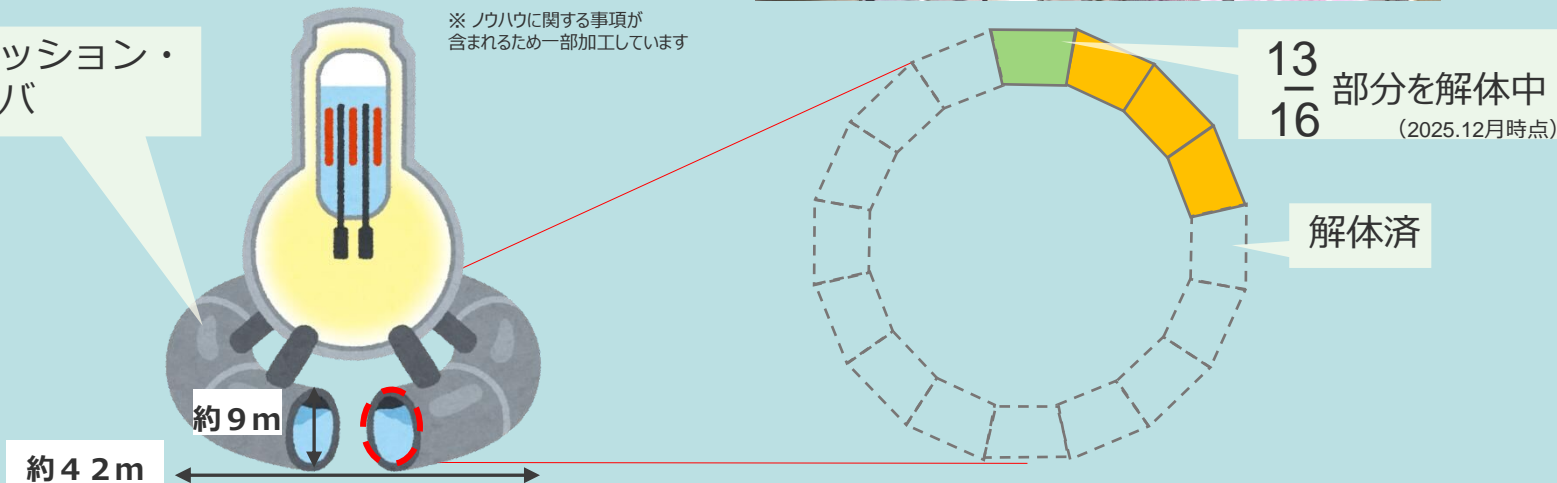 ※ ノウハウに関する事項が
含まれるため一部加工しています
ッション・
バ
13
16
部分を解体中
（2025.12月時点）
解体済
約９ｍ
約４２ｍ